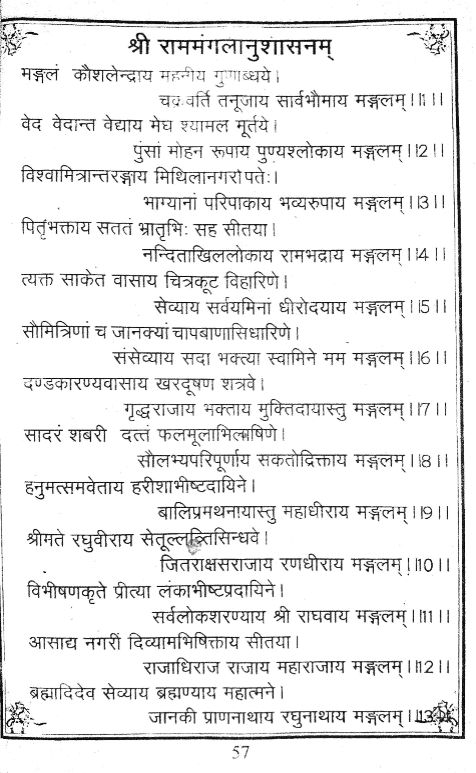 श्री राममंगलानुशासनम्
मङ्गलं कौशलेन्द्राय महनीय गुणाब्धये।
चक्रवर्ति तनूजाय सार्वभौमाय मङ्गलम्||1||
वेद वेदान्त वेद्याय मेघ श्यामल मूर्तये।
पुंसां मोहन रूपाय पुण्यश्लोकाय मङ्गलम्||2||
विश्वामित्रान्तरङ्गाय मिथिलानगरीपतेः।
भाग्यानां परिपाकाय भव्यरुपाय मङ्गलम्||3||
पितृभक्ताय सततं भ्रातृभिः सह सीतया।
नन्दिताखिललोकाय रामभद्राय मङ्गलम्||4||
त्यक्त साकेत वासाय चित्रकूट विहारिणे।
सेव्याय सर्वयमिनां धीरोदयाय मङ्गलम्||5||
सौमित्रिणां च जानक्यां चापबाणासिधारिणे।
संसेव्याय सदा भक्त्या स्वामिने मम मङ्गलम्||6||
दण्डकारण्यवासाय खरदूषण शत्रवे।
गृद्धराजाय भक्ताय मुक्तिदायास्तु मङ्गलम्||7||
सादरं शबरी दत्तं फलमूलाभिलाषिणे।
सौलभ्यपरिपूर्णाय सकतोद्रिक्ताय मङ्गलम्||8||
हनुमत्समवेताय हरीशाभीष्टदायिने।
बालिप्रमथनायास्तु महाधीराय मङ्गलम्||9||
श्रीमते रघुवीराय
जितराक्षसराजाय रणधीराय मङ्गलम्||10||
विभीषणकृते प्रीत्या लंकाभीष्टप्रदायिने।
सर्वलोकशरण्याय श्री राघवाय मङ्गलम्||11||
आसाद्य नगरीं दिव्यामभिषिक्ताय सीतया।
राजाधिराज राजाय महाराजाय मङ्गलम्||12||
ब्रह्मादिदेव सेव्याय ब्रह्मण्याय महात्मने।
जानकी प्राणनाथाय रघुनाथाय मङ्गलम्||13||
57